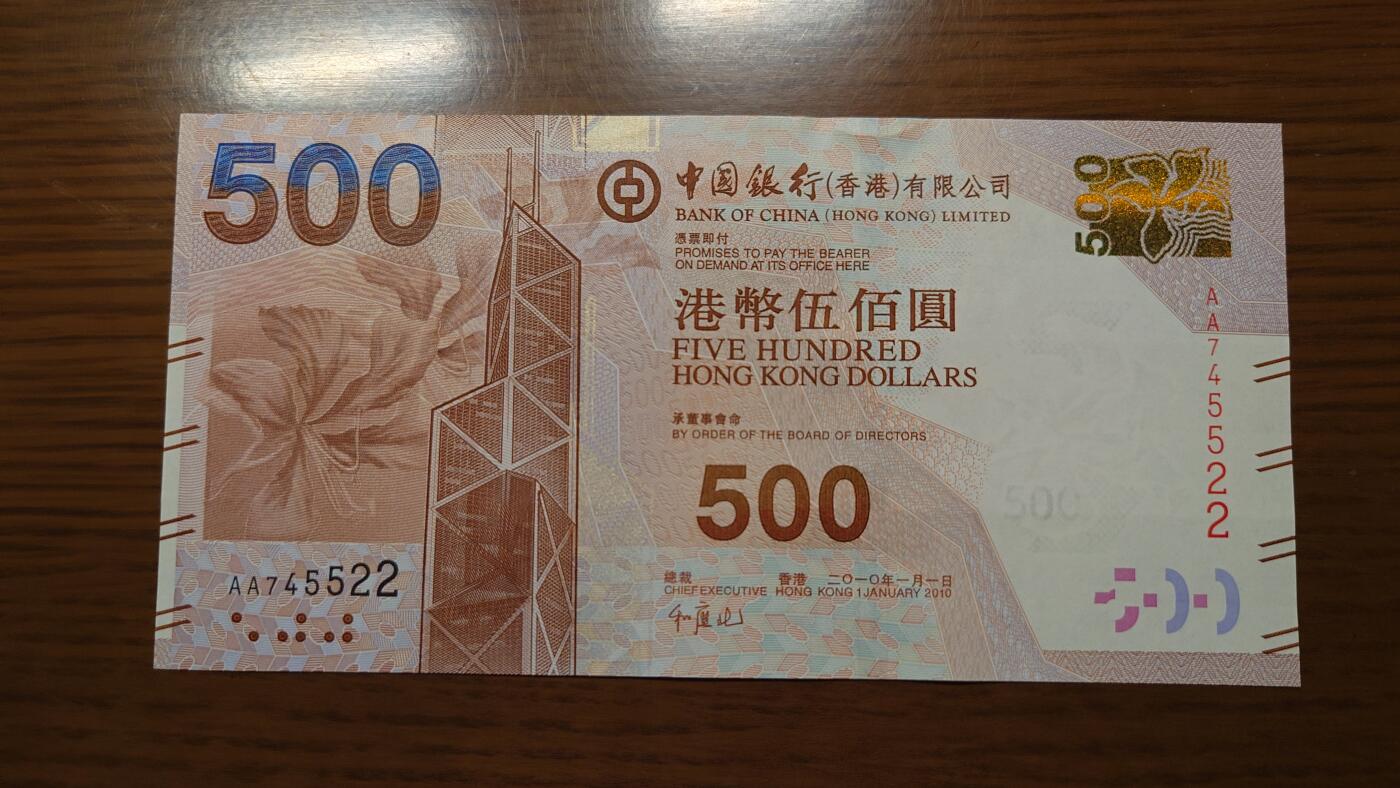 500
中國銀行(香港)有限公司
BANK OF CHINA (HONG KONG) LIMITED
憑票即付
PROMISES TO PAY THE BEARER
ON DEMAND AT ITS OFFICE HERE
港幣伍佰圓
FIVE HUNDRED
HONG KONG DOLLARS
承董事會命
BY ORDER OF THE BOARD OF DIRECTORS
500
總裁 香港 二〇一〇年一月一日
CHIEF EXECUTIVE HONG KONG 1 JANUARY 2010
和廣北
AA745522
500
AA745522
500
500